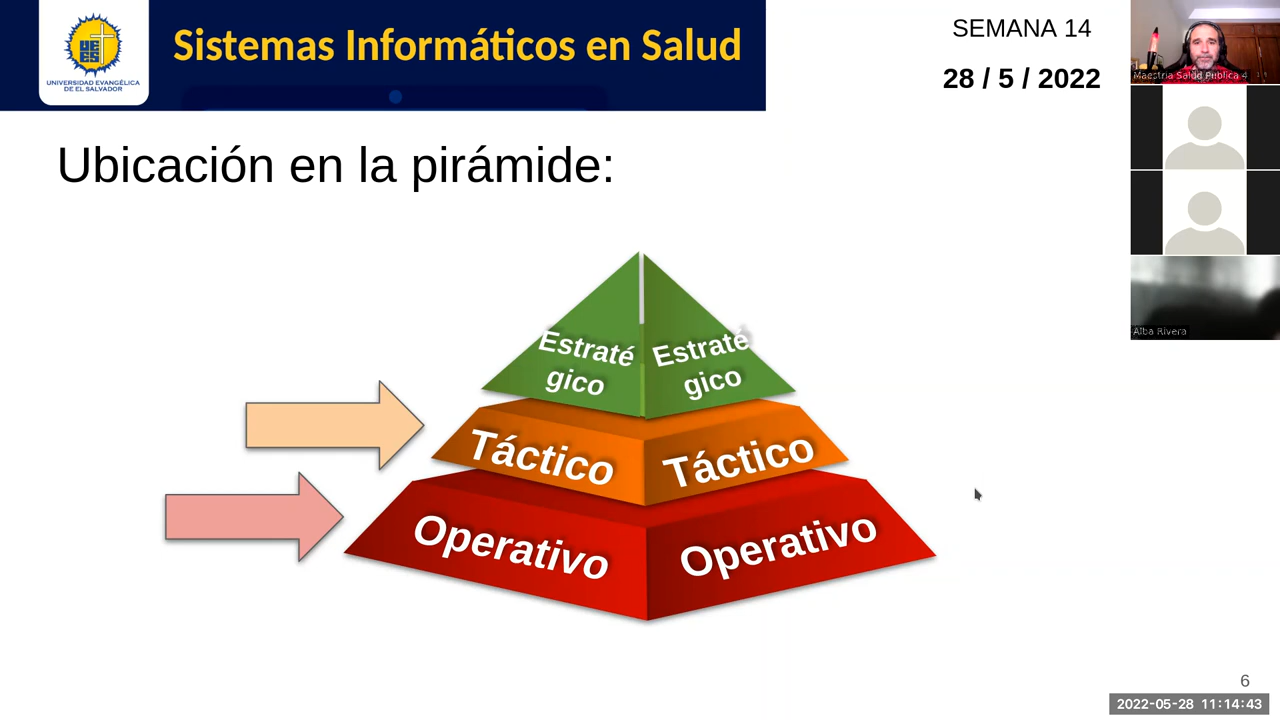 UNIVERSIDAD EVANGÉLICA
DE EL SALVADOR
Sistemas Informáticos en Salud
SEMANA 14
28 / 5 / 2022
Maestria Salud Publica 4
Ubicación en la pirámide:
Alba Rivera
Estraté
gico
Estraté
gico
Táctico
Táctico
Operativo
Operativo
6
2022-05-28 11:14:43